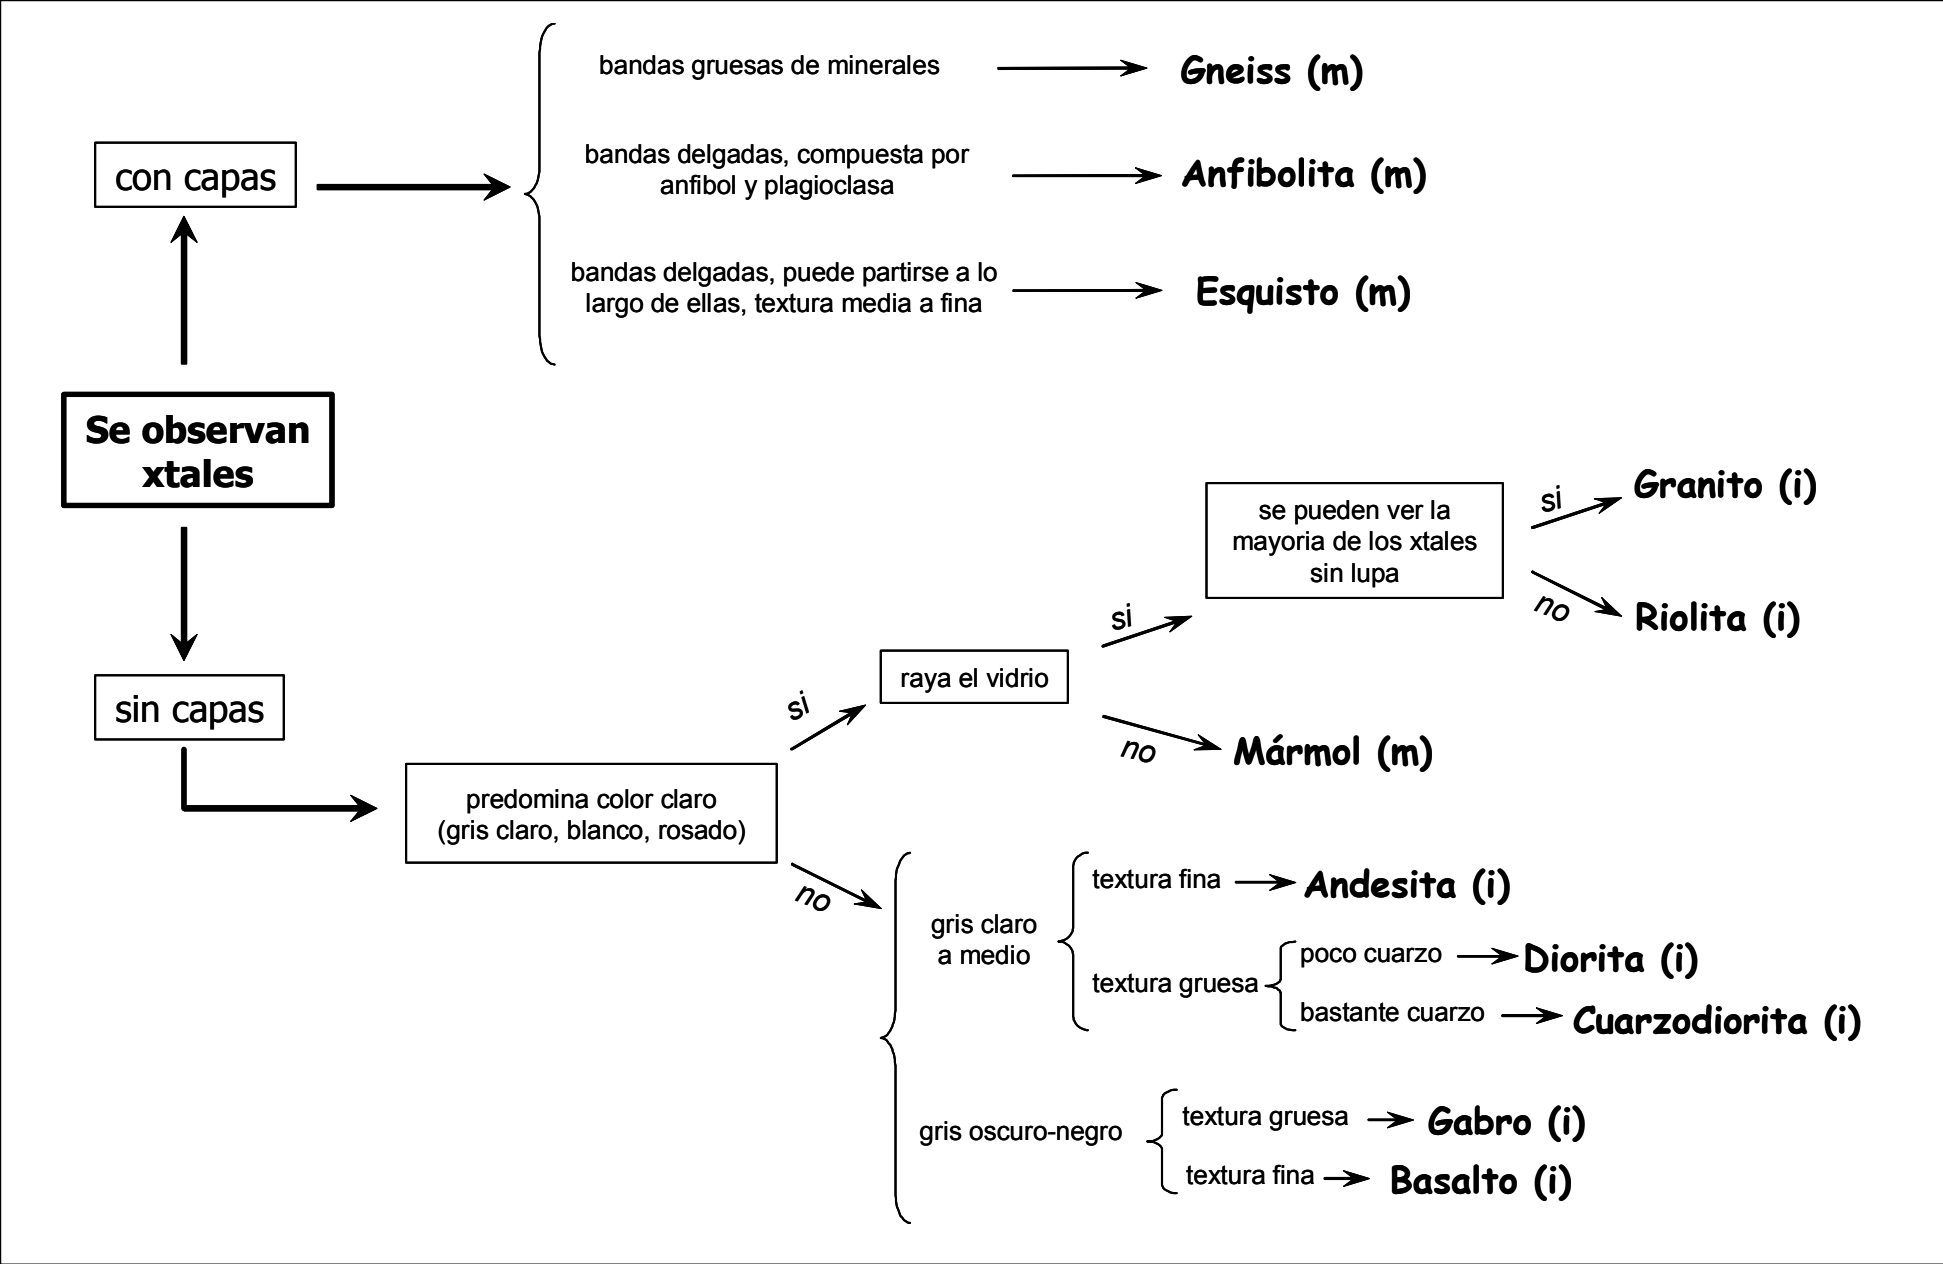 bandas gruesas de minerales
Gneiss (m)
con capas
bandas delgadas, compuesta por
anfibol y plagioclasa
Anfibolita (m)
bandas delgadas, puede partirse a lo
largo de ellas, textura media a fina
Esquisto (m)
Se observan
xtales
sin capas
predomina color claro
(gris claro, blanco, rosado)
si
raya el vidrio
si
se pueden ver la
mayoria de los xtales
sin lupa
si
Granito (i)
no
Riolita (i)
no
Mármol (m)
no
gris claro
a medio
textura fina
Andesita (i)
textura gruesa
poco cuarzo
Diorita (i)
bastante cuarzo
Cuarzodiorita (i)
gris oscuro-negro
textura gruesa
Gabro (i)
textura fina
Basalto (i)